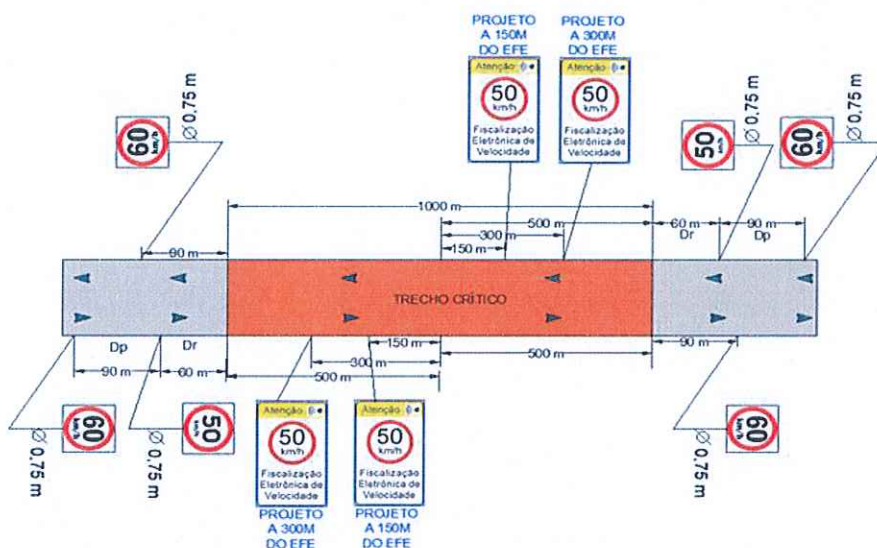 PROJETO
A 150M
DO EFE
PROJETO
A 300M
DO EFE
Atenção
50
km/h
Fiscalização
Eletrônica de
Velocidade
Atenção
50
km/h
Fiscalização
Eletrônica de
Velocidade
60
km/h
Ø 0,75 m
50
km/h
Ø 0,75 m
60
km/h
Ø 0,75 m
1000 m
500 m
60 m
90 m
300 m
Dr
Dp
90 m
150 m
TRECHO CRÍTICO
Dp
Dr
150 m
90 m
90 m
60 m
300 m
500 m
500 m
60
km/h
Ø 0,75 m
50
km/h
Ø 0,75 m
Atenção
50
km/h
Fiscalização
Eletrônica de
Velocidade
PROJETO
A 300M
DO EFE
Atenção
50
km/h
Fiscalização
Eletrônica de
Velocidade
PROJETO
A 150M
DO EFE
60
km/h
Ø 0,75 m